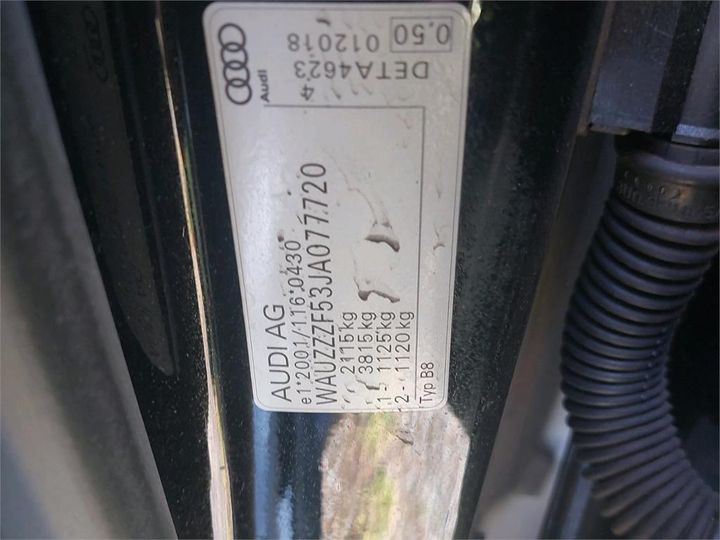 AUDI AG
e1*2001/116*0430*
WAUZZZF53JA077720
2115kg
3815kg
1- 1125kg
2- 1120kg
Typ B8
Audi
DETA4623 4
012018
0.50